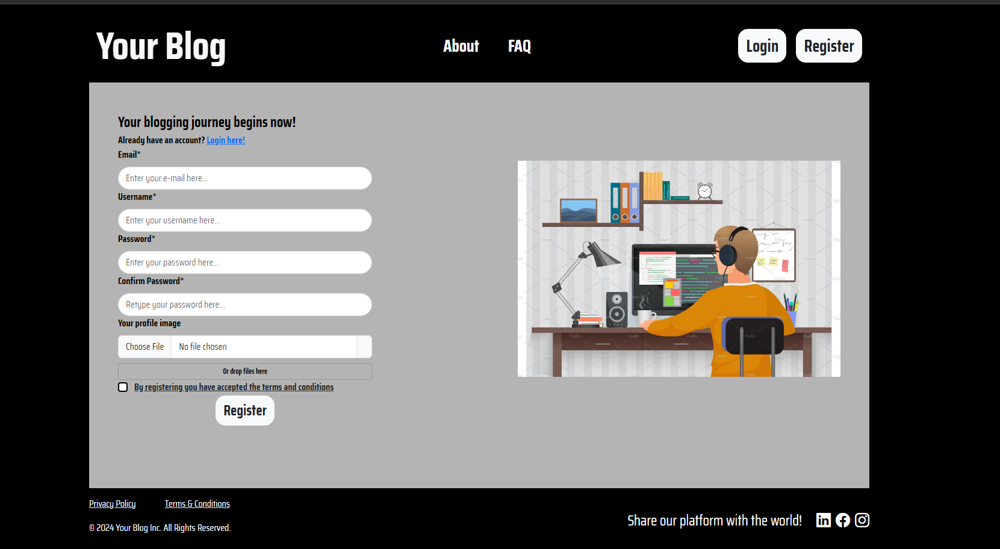 Your Blog
About
FAQ
Login
Register
Your blogging journey begins now!
Already have an account? Login here!
Email*
Enter your e-mail here...
Username*
Enter your username here...
Password*
Enter your password here...
Confirm Password*
Retype your password here...
Your profile image
Choose File
No file chosen
Or drop files here
By registering you have accepted the terms and conditions
Register
Privacy Policy
Terms & Conditions
© 2024 Your Blog Inc. All Rights Reserved.
Share our platform with the world!
in